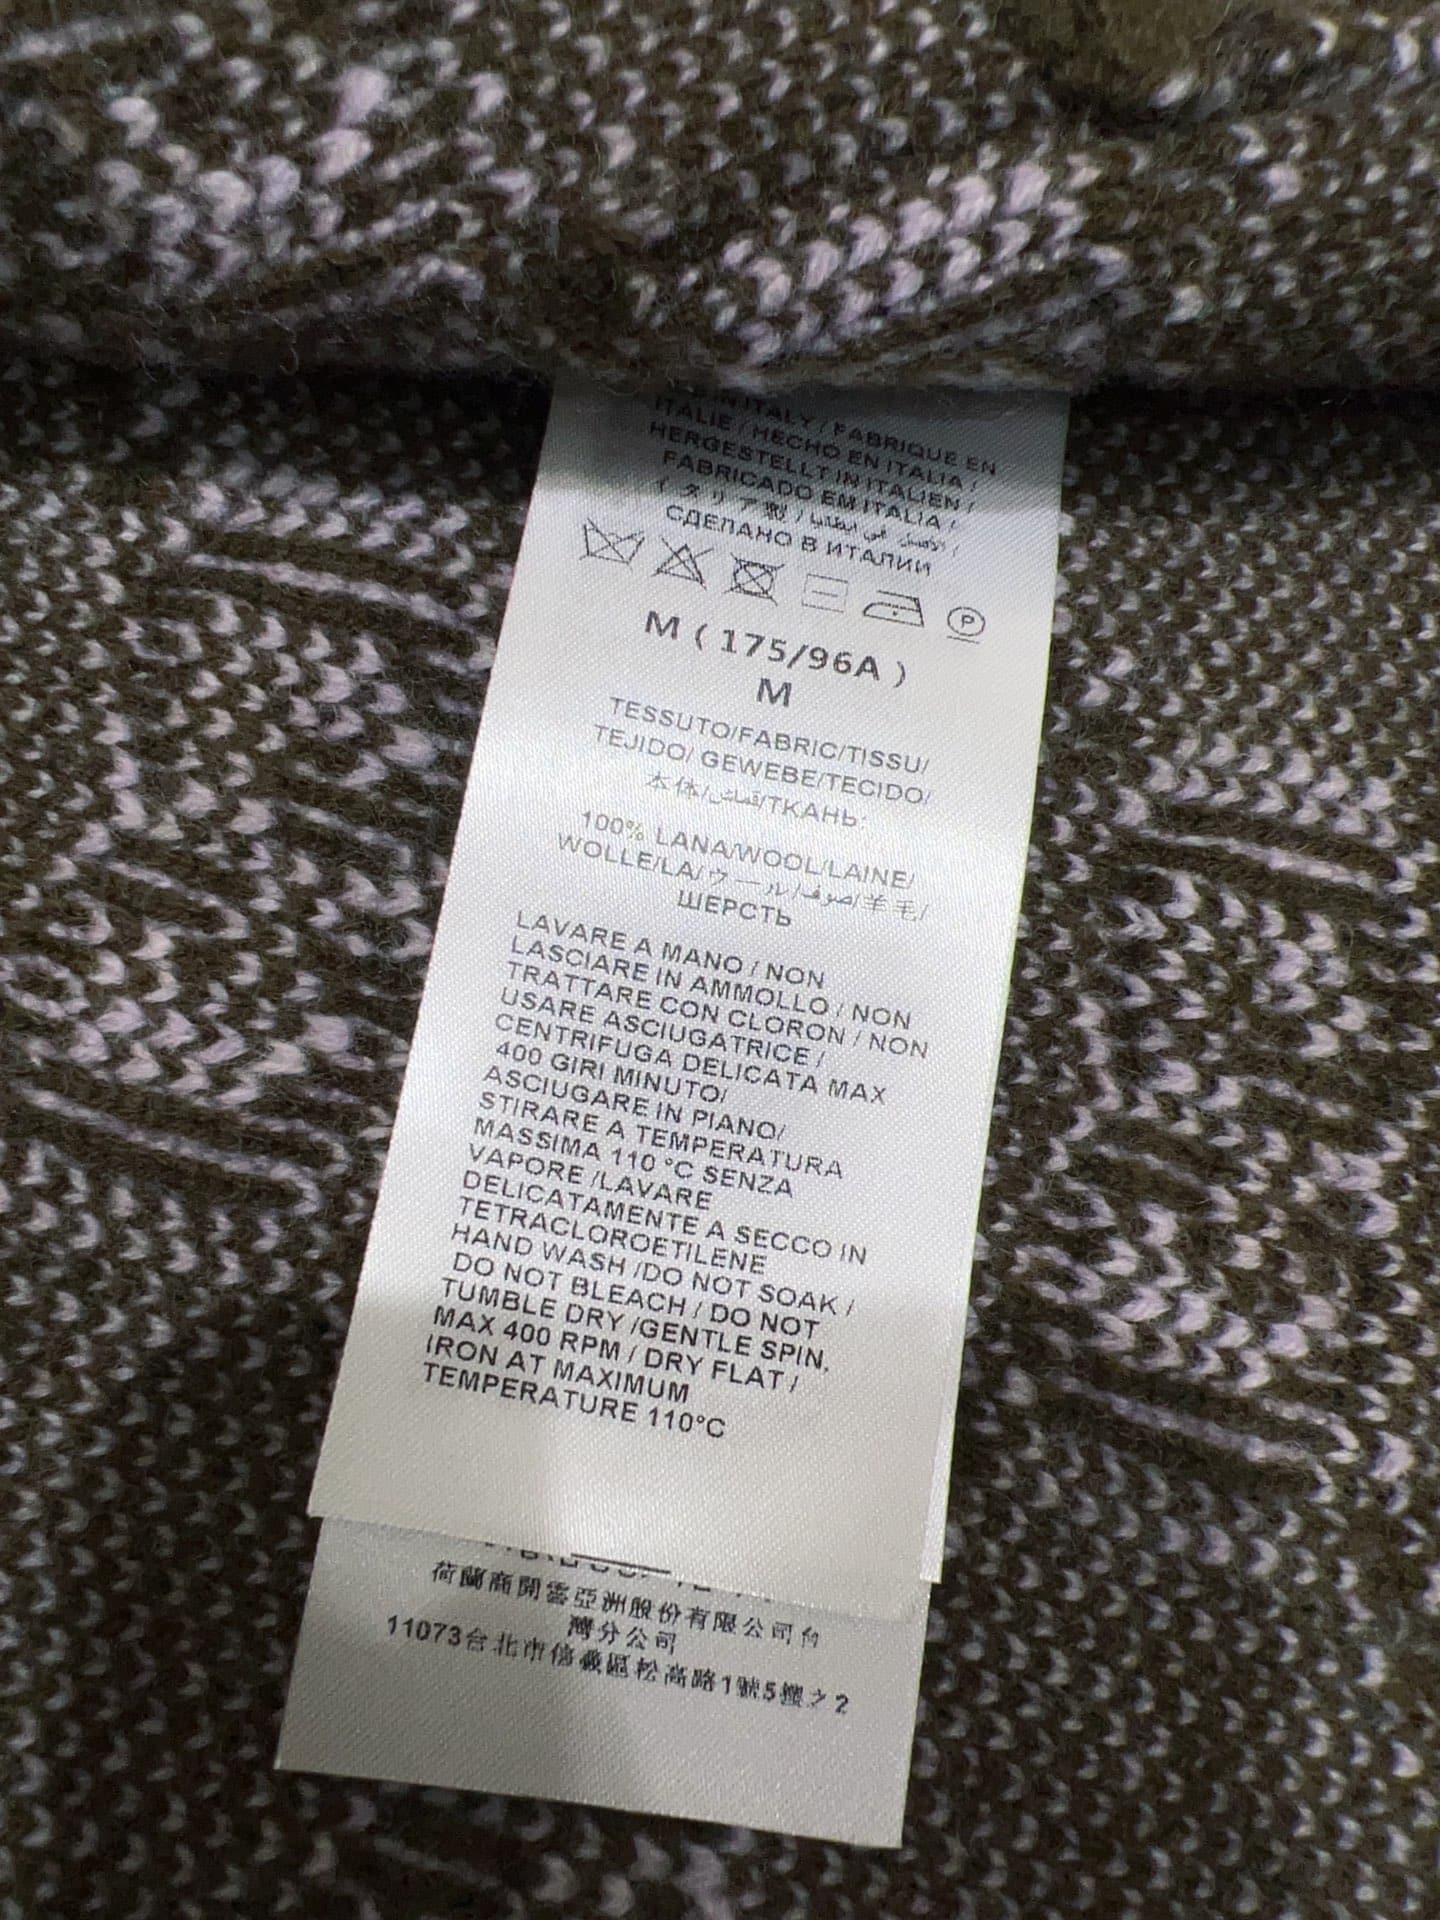 IN ITALY / FABRIQUE EN
ITALIE / HECHO EN ITALIA /
HERGESTELLT IN ITALIEN /
FABRICADO EM ITALIA /
イタリア製 /
СДЕЛАНО В ИТАЛИИ
P
M ( 175/96A )
M
TESSUTO/FABRIC/TISSU/
TEJIDO/ GEWEBE/TECIDO/
本体/قماش/ТКАНЬ:
100% LANA/WOOL/LAINE/
WOLLE/LA/ウール/صوف/羊毛/
ШЕРСТЬ
LAVARE A MANO / NON
LASCIARE IN AMMOLLO / NON
TRATTARE CON CLORON / NON
USARE ASCIUGATRICE /
CENTRIFUGA DELICATA MAX
400 GIRI MINUTO/
ASCIUGARE IN PIANO/
STIRARE A TEMPERATURA
MASSIMA 110 °C SENZA
VAPORE /LAVARE
DELICATAMENTE A SECCO IN
TETRACLOROETILENE
HAND WASH /DO NOT SOAK /
DO NOT BLEACH / DO NOT
TUMBLE DRY /GENTLE SPIN.
MAX 400 RPM / DRY FLAT /
IRON AT MAXIMUM
TEMPERATURE 110°C
荷蘭商開雲亞洲股份有限公司台
灣分公司
11073台北市信義區松高路1號5樓之2